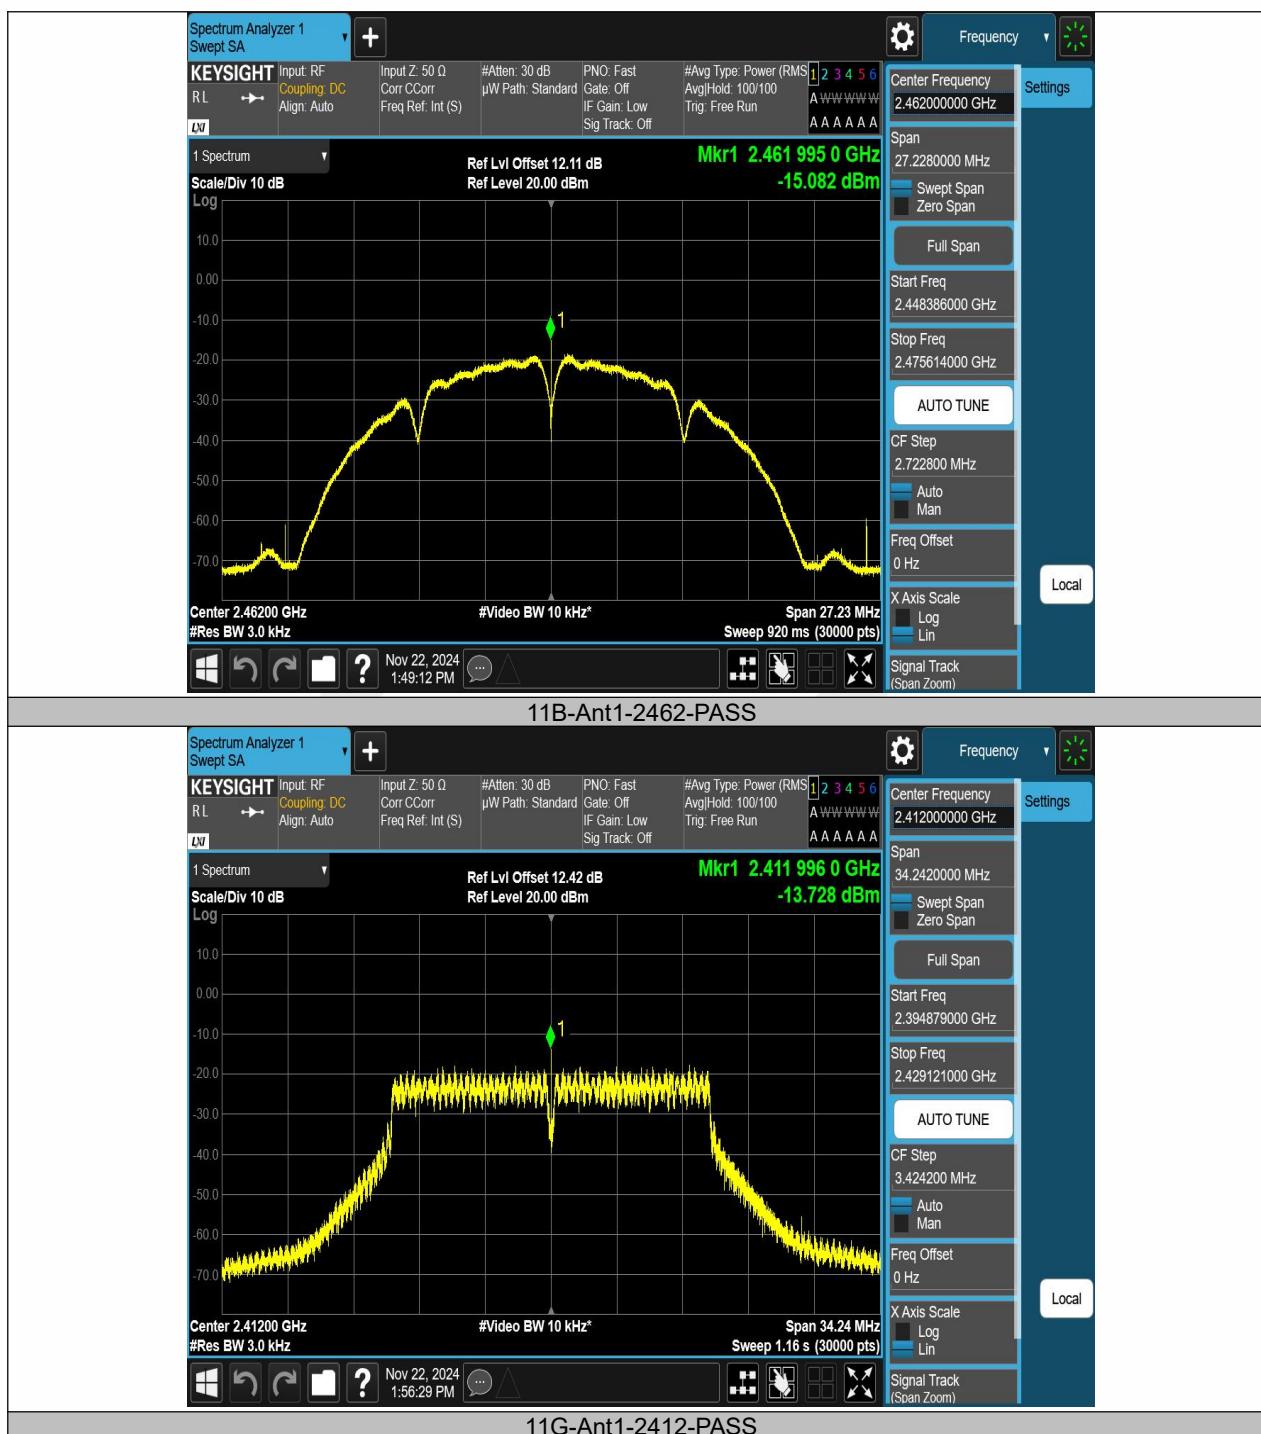 Spectrum Analyzer 1
Swept SA
+
Frequency
KEYSIGHT
R L
LXI
Input: RF
Coupling: DC
Align: Auto
Input Z: 50 Ω
Corr CCorr
Freq Ref: Int (S)
#Atten: 30 dB
µW Path: Standard
PNO: Fast
Gate: Off
IF Gain: Low
Sig Track: Off
#Avg Type: Power (RMS
Avg|Hold: 100/100
Trig: Free Run
1 2 3 4 5 6
A W W W W W
A A A A A A
1 Spectrum
Scale/Div 10 dB
Log
Ref Lvl Offset 12.11 dB
Ref Level 20.00 dBm
Mkr1 2.461 995 0 GHz
-15.082 dBm
10.0
0.00
-10.0
-20.0
-30.0
-40.0
-50.0
-60.0
-70.0
1
Center 2.46200 GHz
#Res BW 3.0 kHz
#Video BW 10 kHz*
Span 27.23 MHz
Sweep 920 ms (30000 pts)
Nov 22, 2024
1:49:12 PM
Center Frequency
2.462000000 GHz
Settings
Span
27.2280000 MHz
Swept Span
Zero Span
Full Span
Start Freq
2.448386000 GHz
Stop Freq
2.475614000 GHz
AUTO TUNE
CF Step
2.722800 MHz
Auto
Man
Freq Offset
0 Hz
X Axis Scale
Log
Lin
Signal Track
(Span Zoom)
Local
11B-Ant1-2462-PASS
Spectrum Analyzer 1
Swept SA
+
Frequency
KEYSIGHT
R L
LXI
Input: RF
Coupling: DC
Align: Auto
Input Z: 50 Ω
Corr CCorr
Freq Ref: Int (S)
#Atten: 30 dB
µW Path: Standard
PNO: Fast
Gate: Off
IF Gain: Low
Sig Track: Off
#Avg Type: Power (RMS
Avg|Hold: 100/100
Trig: Free Run
1 2 3 4 5 6
A W W W W W
A A A A A A
1 Spectrum
Scale/Div 10 dB
Log
Ref Lvl Offset 12.42 dB
Ref Level 20.00 dBm
Mkr1 2.411 996 0 GHz
-13.728 dBm
10.0
0.00
-10.0
-20.0
-30.0
-40.0
-50.0
-60.0
-70.0
1
Center 2.41200 GHz
#Res BW 3.0 kHz
#Video BW 10 kHz*
Span 34.24 MHz
Sweep 1.16 s (30000 pts)
Nov 22, 2024
1:56:29 PM
Center Frequency
2.412000000 GHz
Settings
Span
34.2420000 MHz
Swept Span
Zero Span
Full Span
Start Freq
2.394879000 GHz
Stop Freq
2.429121000 GHz
AUTO TUNE
CF Step
3.424200 MHz
Auto
Man
Freq Offset
0 Hz
X Axis Scale
Log
Lin
Signal Track
(Span Zoom)
Local
11G-Ant1-2412-PASS